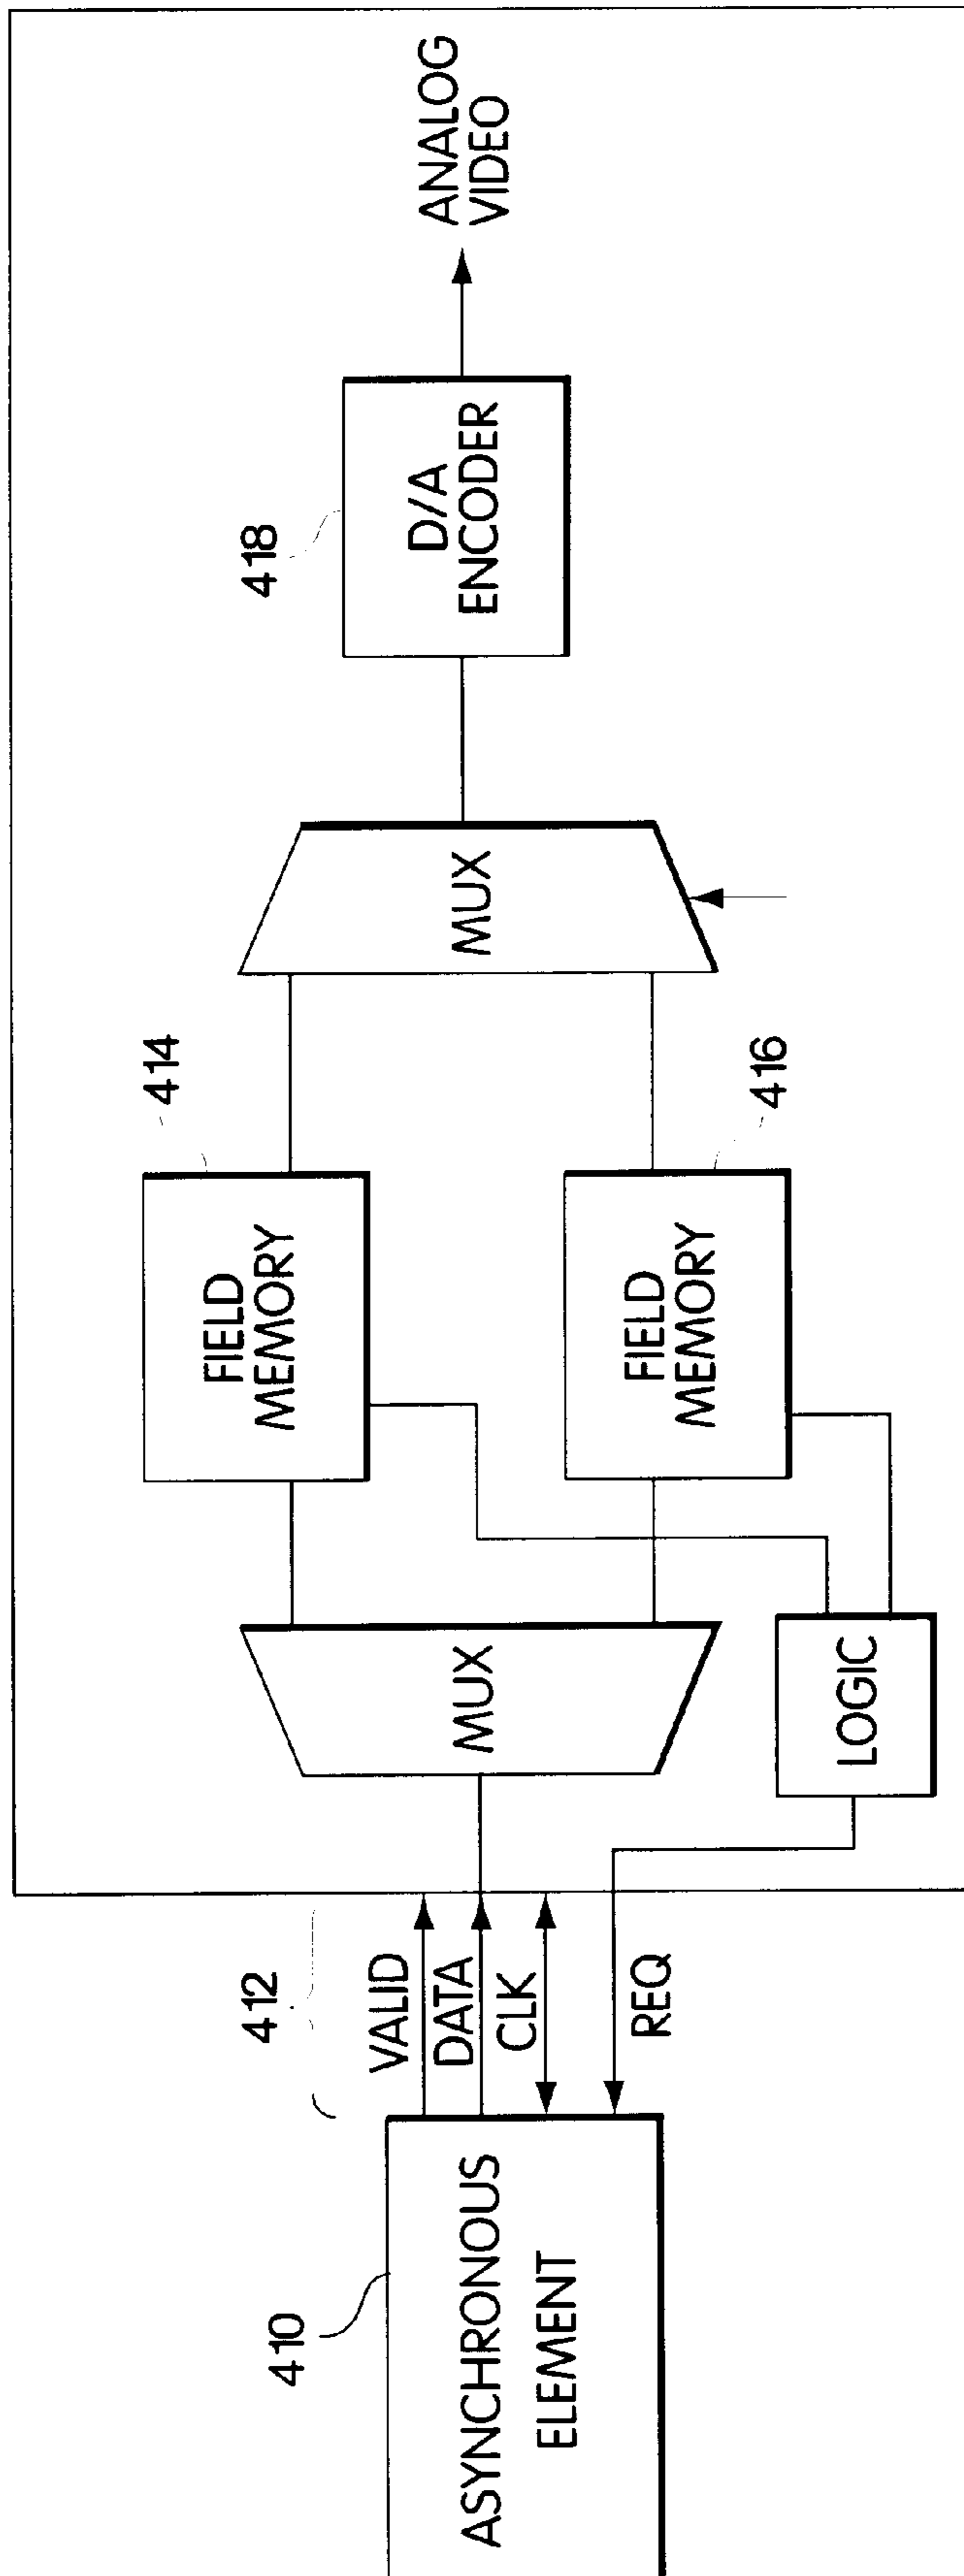 410
ASYNCHRONOUS
ELEMENT
412
VALID
DATA
CLK
REQ
MUX
LOGIC
414
FIELD
MEMORY
FIELD
MEMORY
416
MUX
418
D/A
ENCODER
ANALOG
VIDEO